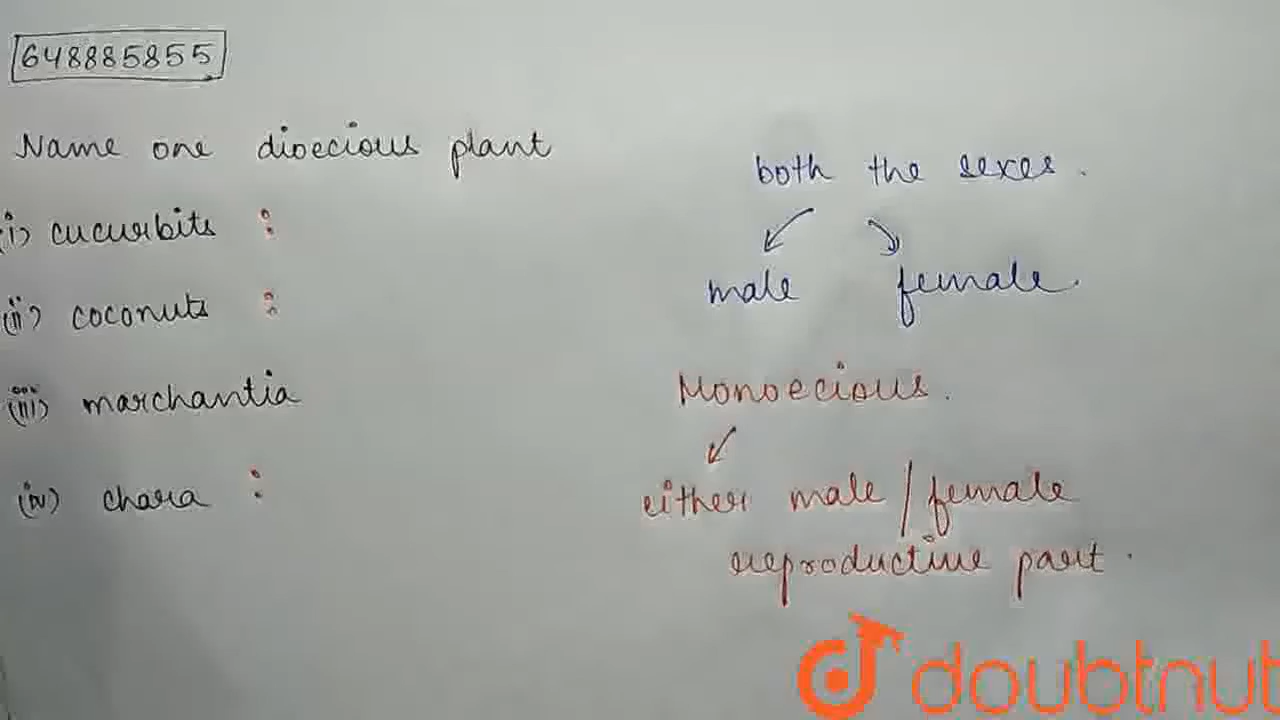 648885855
Name one dioecious plant
(i) cucurbits :
(ii) coconuts :
(iii) marchantia
(iv) chara :
both the sexes.
male female.
Monoecious.
either male/female
reproductive part.
doubtnut